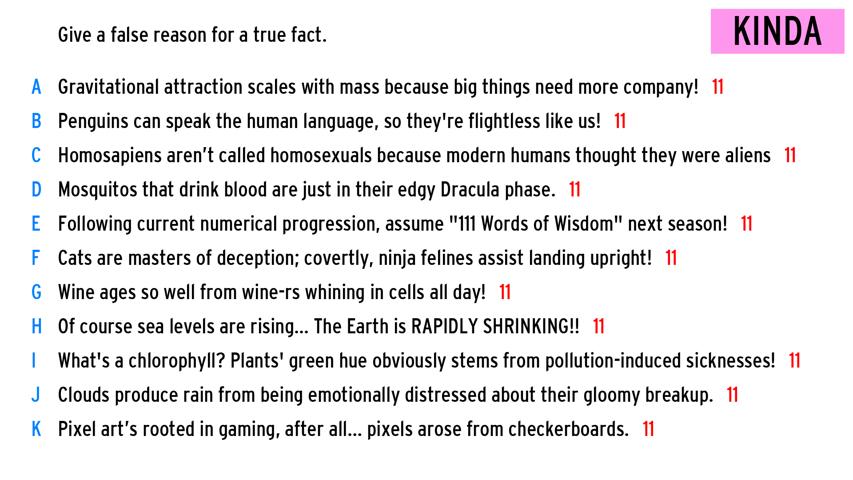 Give a false reason for a true fact.
KINDA
A Gravitational attraction scales with mass because big things need more company! 11
B Penguins can speak the human language, so they're flightless like us! 11
C Homosapiens aren’t called homosexuals because modern humans thought they were aliens 11
D Mosquitos that drink blood are just in their edgy Dracula phase. 11
E Following current numerical progression, assume "111 Words of Wisdom" next season! 11
F Cats are masters of deception; covertly, ninja felines assist landing upright! 11
G Wine ages so well from wine-rs whining in cells all day! 11
H Of course sea levels are rising... The Earth is RAPIDLY SHRINKING!! 11
I What's a chlorophyll? Plants' green hue obviously stems from pollution-induced sicknesses! 11
J Clouds produce rain from being emotionally distressed about their gloomy breakup. 11
K Pixel art’s rooted in gaming, after all... pixels arose from checkerboards. 11